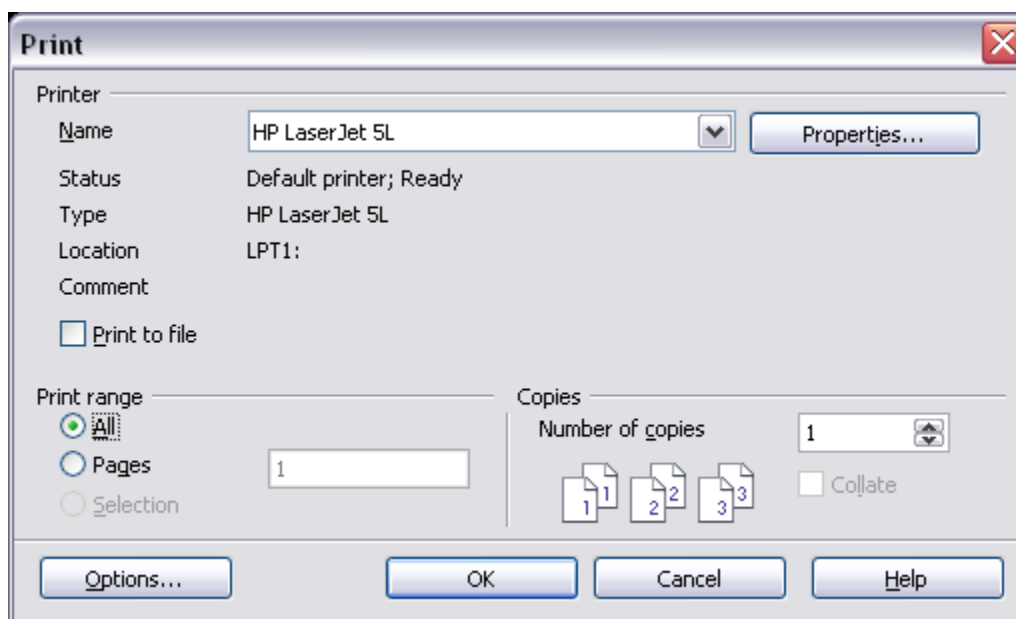 Print
Printer
Name HP LaserJet 5L Properties...
Status Default printer; Ready
Type HP LaserJet 5L
Location LPT1:
Comment
Print to file
Print range
All
Pages 1
Selection
Copies
Number of copies 1
1 1 2 2 3 3
Collate
Options... OK Cancel Help